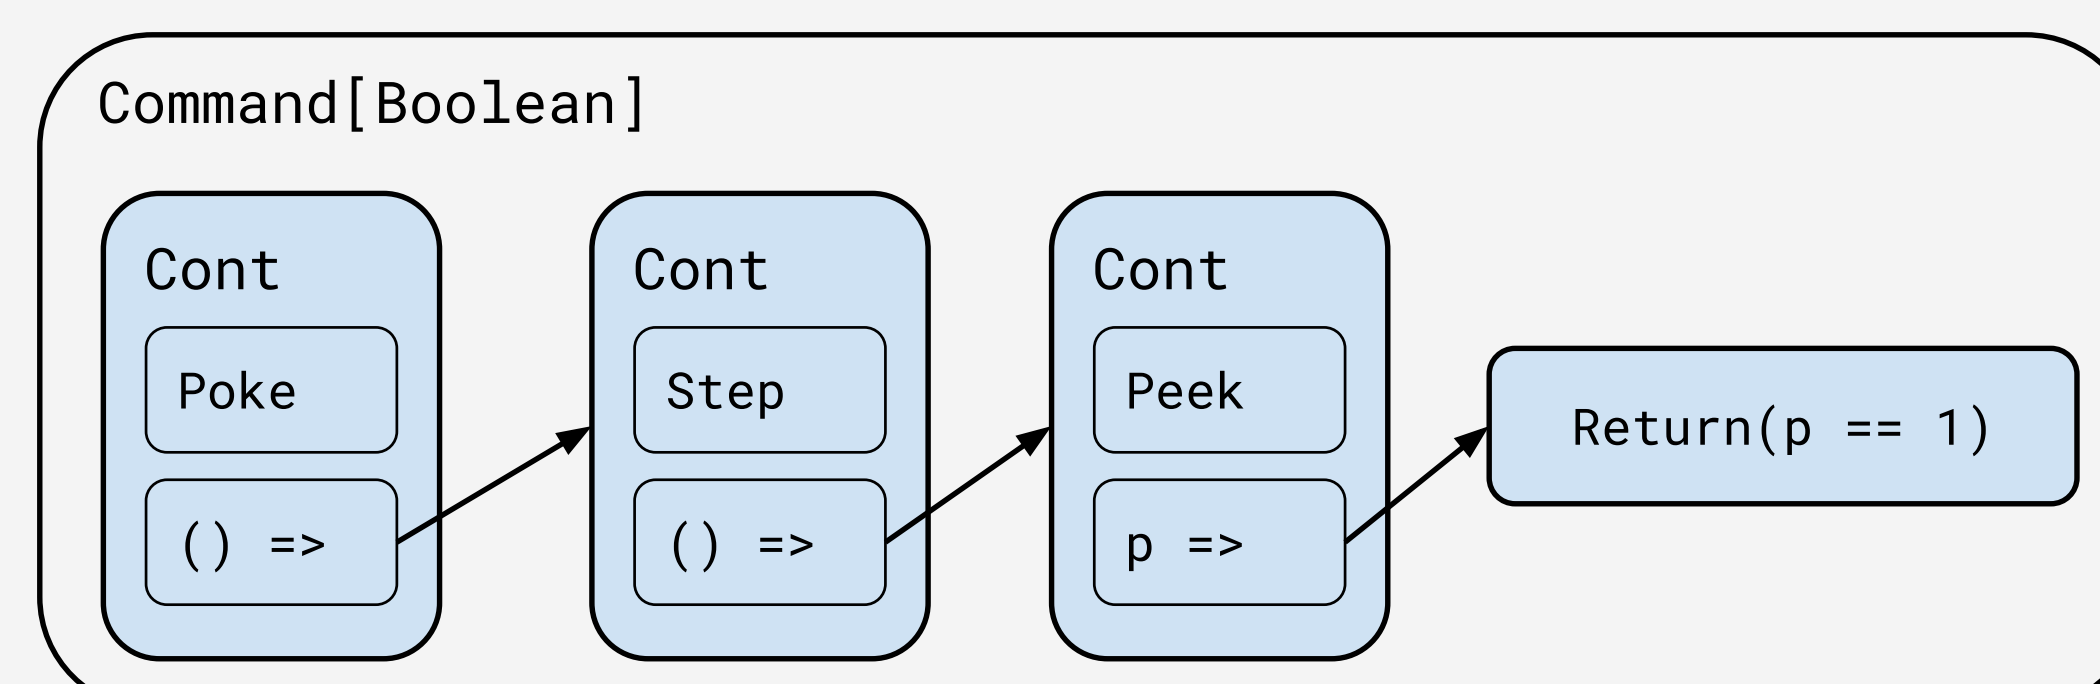 Command[Boolean]
Cont
Poke
() =>
Cont
Step
() =>
Cont
Peek
p =>
Return(p == 1)